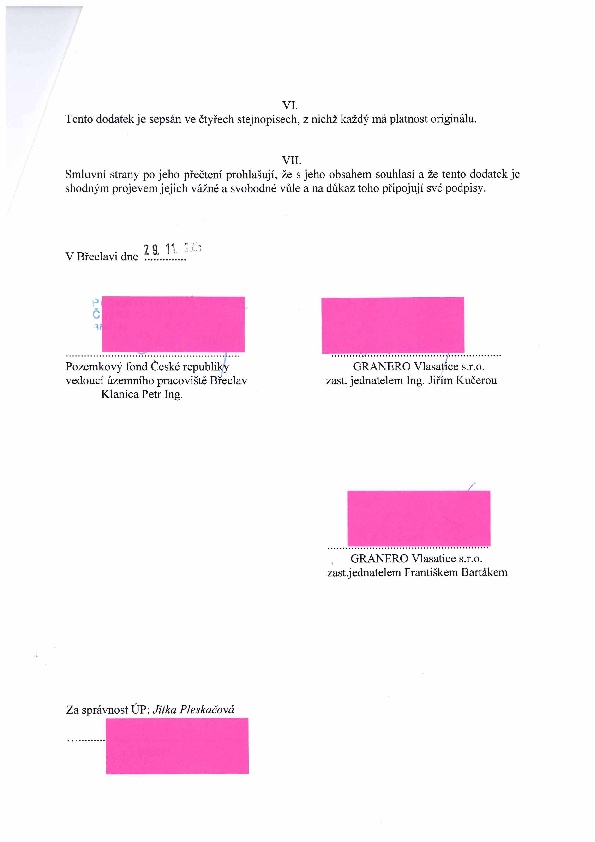 VI.
Tento dodatek je sepsán ve čtyřech stejnopisech, z nichž každý má platnost originálu.
VII.
Smluvní strany po jeho přečtení prohlašují, že s jeho obsahem souhlasí a že tento dodatek je
shodným projevem jejich vážné a svobodné vůle a na důkaz toho připojují své podpisy.
V Břeclavi dne 29. 11.
Pozemkový fond České republiky
vedoucí územního pracoviště Břeclav
Klanica Petr Ing.
GRANERO Vlasatice s.r.o.
zast. jednatelem Ing. Jiřím Kučerou
GRANERO Vlasatice s.r.o.
zast.jednatelem Františkem Bartákem
Za správnost ÚP: Jitka Pleskačová